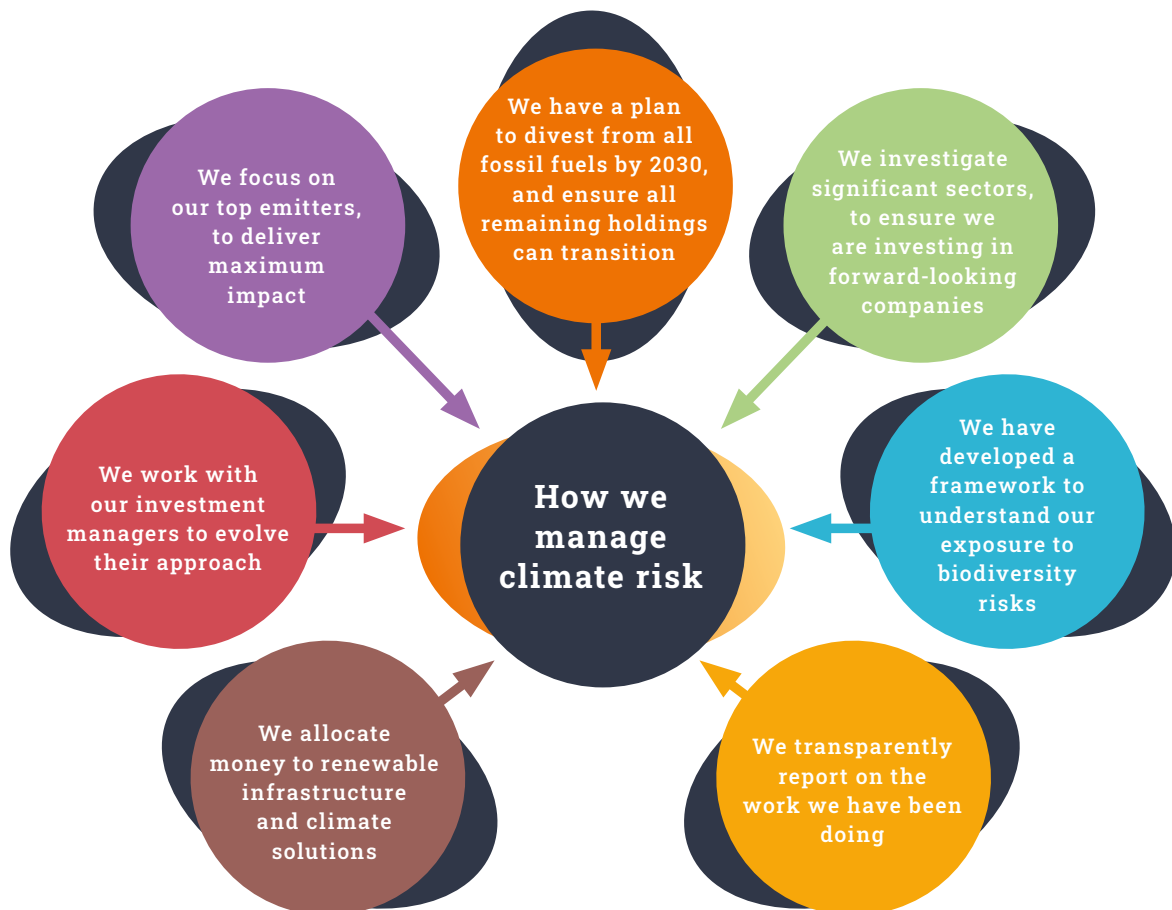 We have a plan
to divest from all
fossil fuels by 2030,
and ensure all
remaining holdings
can transition
We focus on
our top emitters,
to deliver
maximum
impact
We investigate
significant sectors,
to ensure we
are investing in
forward-looking
companies
We work with
our investment
managers to evolve
their approach
How we
manage
climate risk
We have
developed a
framework to
understand our
exposure to
biodiversity
risks
We allocate
money to renewable
infrastructure
and climate
solutions
We transparently
report on the
work we have been
doing